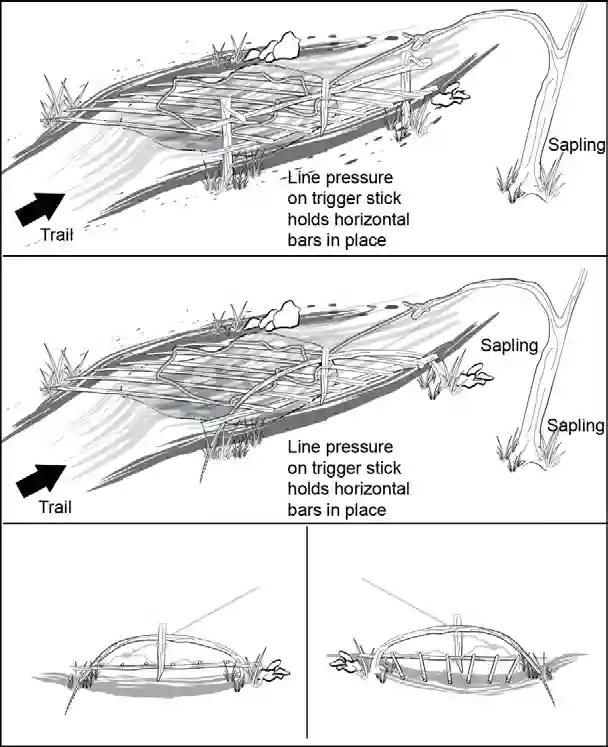 Sapling
Line pressure
on trigger stick
holds horizontal
bars in place
Trail
Sapling
Sapling
Line pressure
on trigger stick
holds horizontal
bars in place
Trail